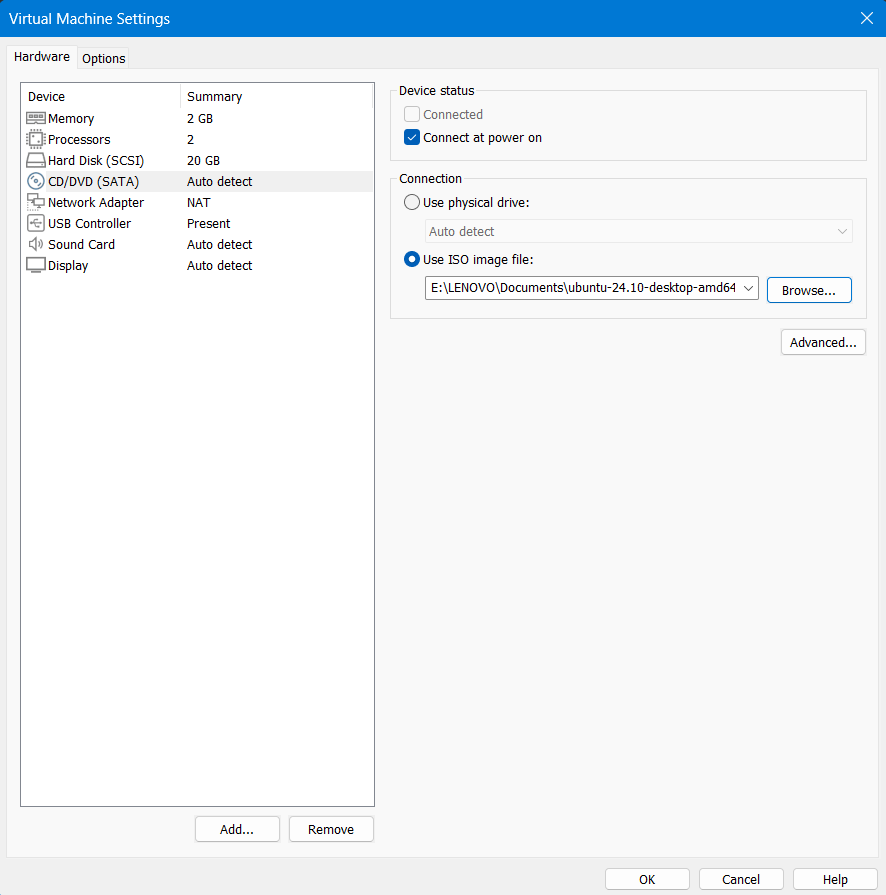 Virtual Machine Settings
Hardware Options
Device Summary
Memory 2 GB
Processors 2
Hard Disk (SCSI) 20 GB
CD/DVD (SATA) Auto detect
Network Adapter NAT
USB Controller Present
Sound Card Auto detect
Display Auto detect
Add... Remove
Device status
Connected
Connect at power on
Connection
Use physical drive:
Auto detect
Use ISO image file:
E:\LENOVO\Documents\ubuntu-24.10-desktop-amd64 Browse...
Advanced...
OK Cancel Help